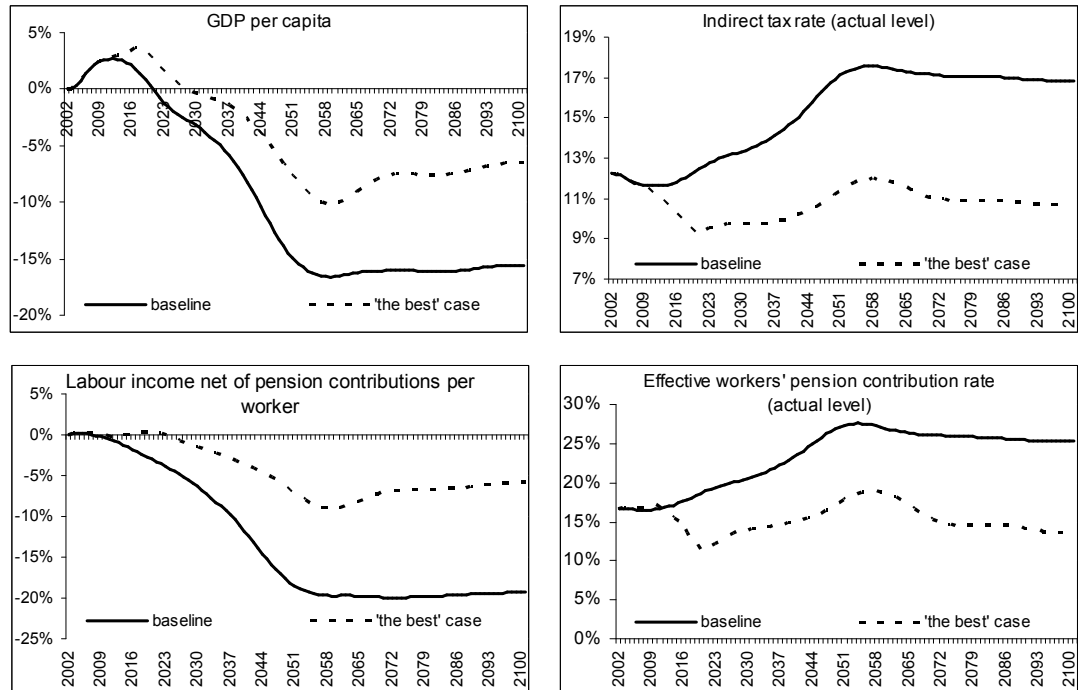 GDP per capita
5%
0%
-5%
-10%
-15%
-20%
2002 2009 2016 2023 2030 2037 2044 2051 2058 2065 2072 2079 2086 2093 2100
baseline 'the best' case
Indirect tax rate (actual level)
19%
17%
15%
13%
11%
9%
7%
baseline 'the best' case
2002 2009 2016 2023 2030 2037 2044 2051 2058 2065 2072 2079 2086 2093 2100
Labour income net of pension contributions per
worker
5%
0%
-5%
-10%
-15%
-20%
-25%
baseline 'the best' case
2002 2009 2016 2023 2030 2037 2044 2051 2058 2065 2072 2079 2086 2093 2100
Effective workers' pension contribution rate
(actual level)
30%
25%
20%
15%
10%
5%
0%
baseline 'the best' case
2002 2009 2016 2023 2030 2037 2044 2051 2058 2065 2072 2079 2086 2093 2100